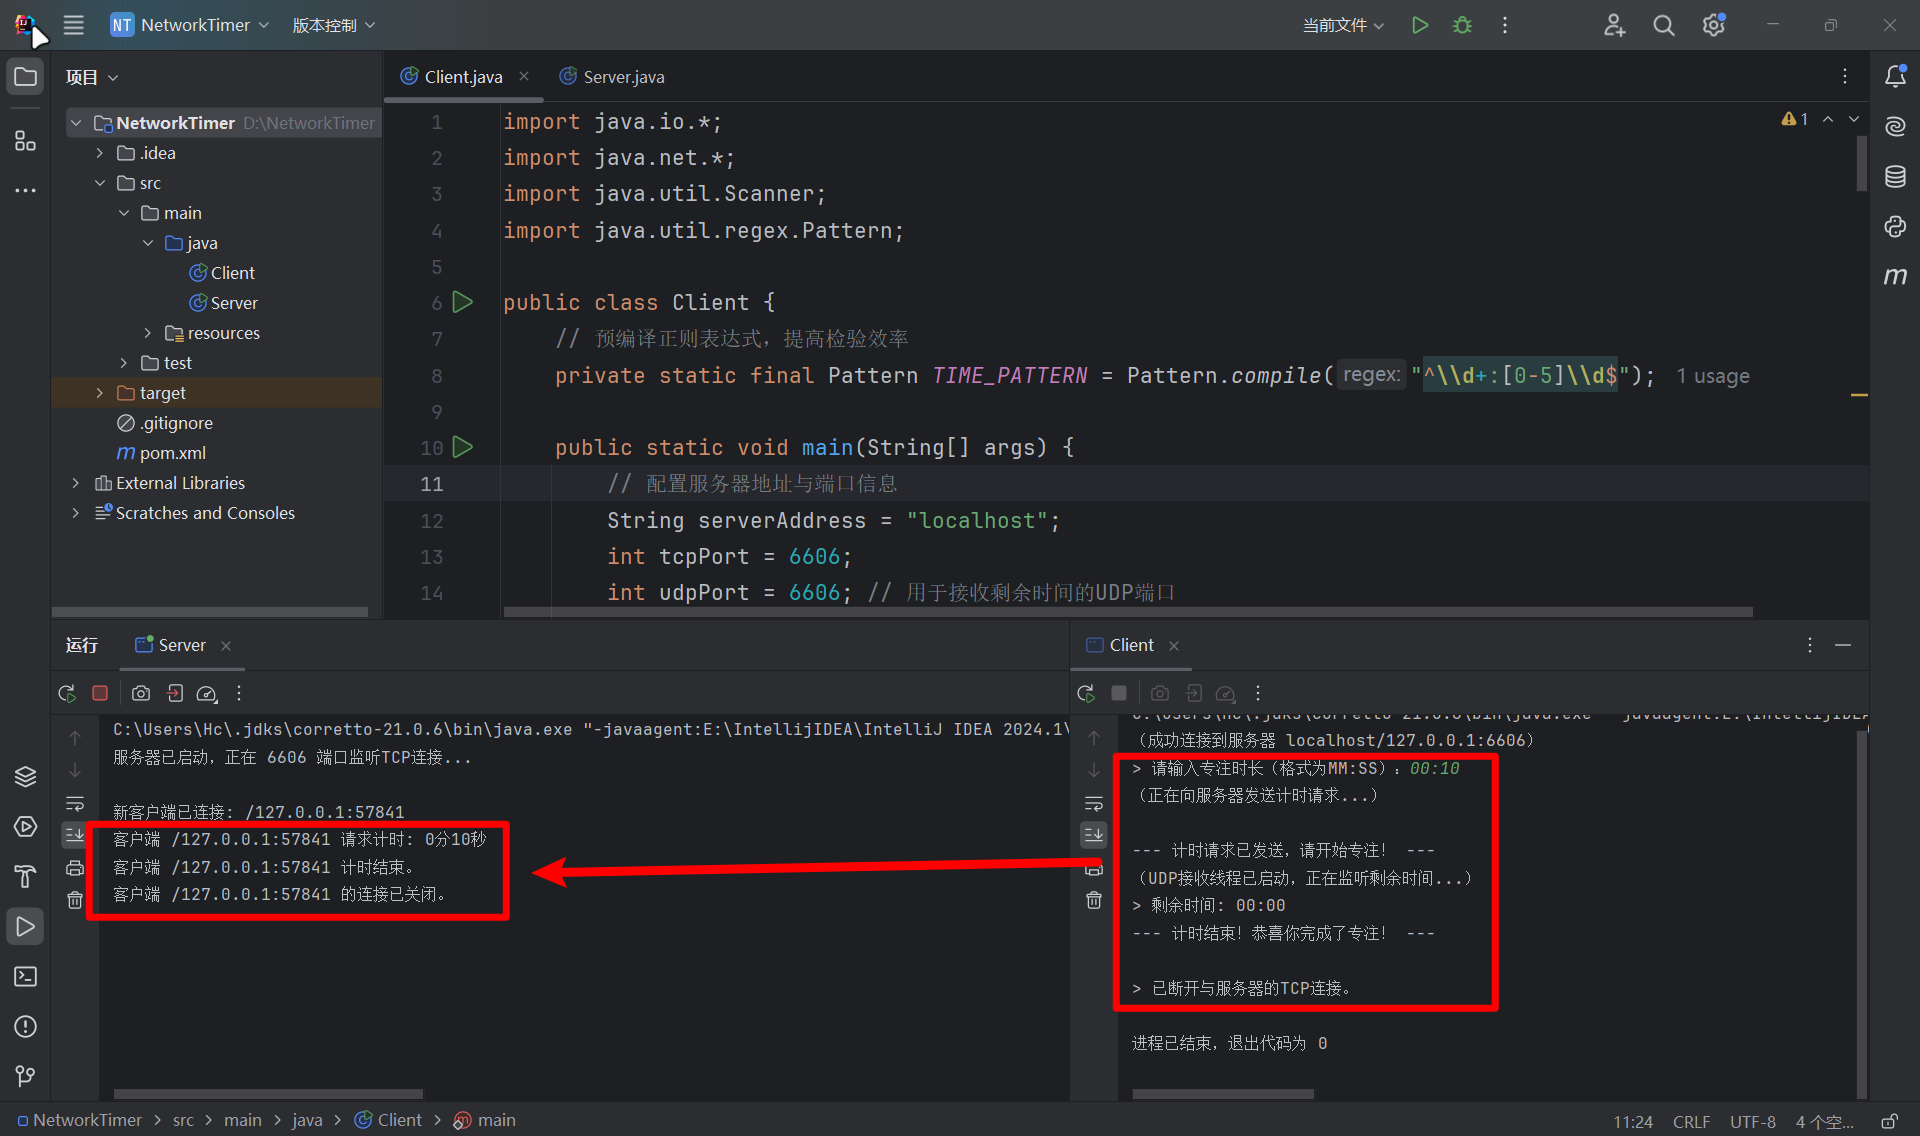 NT NetworkTimer 版本控制 当前文件
项目
Client.java
Server.java
NetworkTimer D:\NetworkTimer
.idea
src
main
java
Client
Server
resources
test
target
.gitignore
pom.xml
External Libraries
Scratches and Consoles
1 import java.io.*;
2 import java.net.*;
3 import java.util.Scanner;
4 import java.util.regex.Pattern;
5
6 public class Client {
7 // 预编译正则表达式，提高检验效率
8 private static final Pattern TIME_PATTERN = Pattern.compile( regex: "^\\d+:[0-5]\\d$"); 1 usage
9
10 public static void main(String[] args) {
11 // 配置服务器地址与端口信息
12 String serverAddress = "localhost";
13 int tcpPort = 6606;
14 int udpPort = 6606; // 用于接收剩余时间的UDP端口
1
运行
Server
C:\Users\Hc\.jdks\corretto-21.0.6\bin\java.exe "-javaagent:E:\IntellijIDEA\IntelliJ IDEA 2024.1\
服务器已启动，正在 6606 端口监听TCP连接...
新客户端已连接: /127.0.0.1:57841
客户端 /127.0.0.1:57841 请求计时: 0分10秒
客户端 /127.0.0.1:57841 计时结束。
客户端 /127.0.0.1:57841 的连接已关闭。
Client
C:\Users\Hc\.jdks\corretto-21.0.6\bin\java.exe "-javaagent:E:\IntellijIDEA
（成功连接到服务器 localhost/127.0.0.1:6606）
> 请输入专注时长（格式为MM:SS）：00:10
（正在向服务器发送计时请求...）
--- 计时请求已发送，请开始专注！ ---
（UDP接收线程已启动，正在监听剩余时间...）
> 剩余时间: 00:00
--- 计时结束！恭喜你完成了专注！ ---
> 已断开与服务器的TCP连接。
进程已结束，退出代码为 0
NetworkTimer > src > main > java > Client > main
11:24 CRLF UTF-8 4 个空...